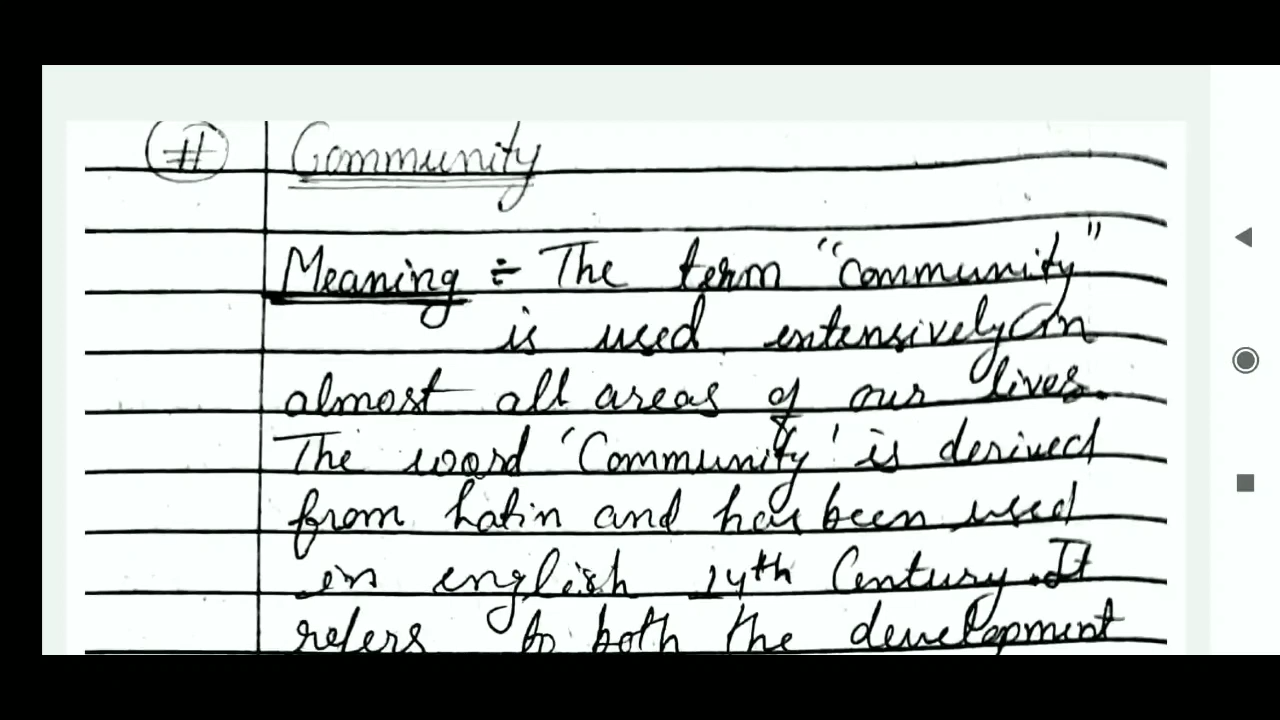 # Community
Meaning ÷ The term "community"
is used extensively in
almost all areas of our lives.
The word 'Community' is derived
from Latin and has been used
in english 14th Century. It
refers to both the development